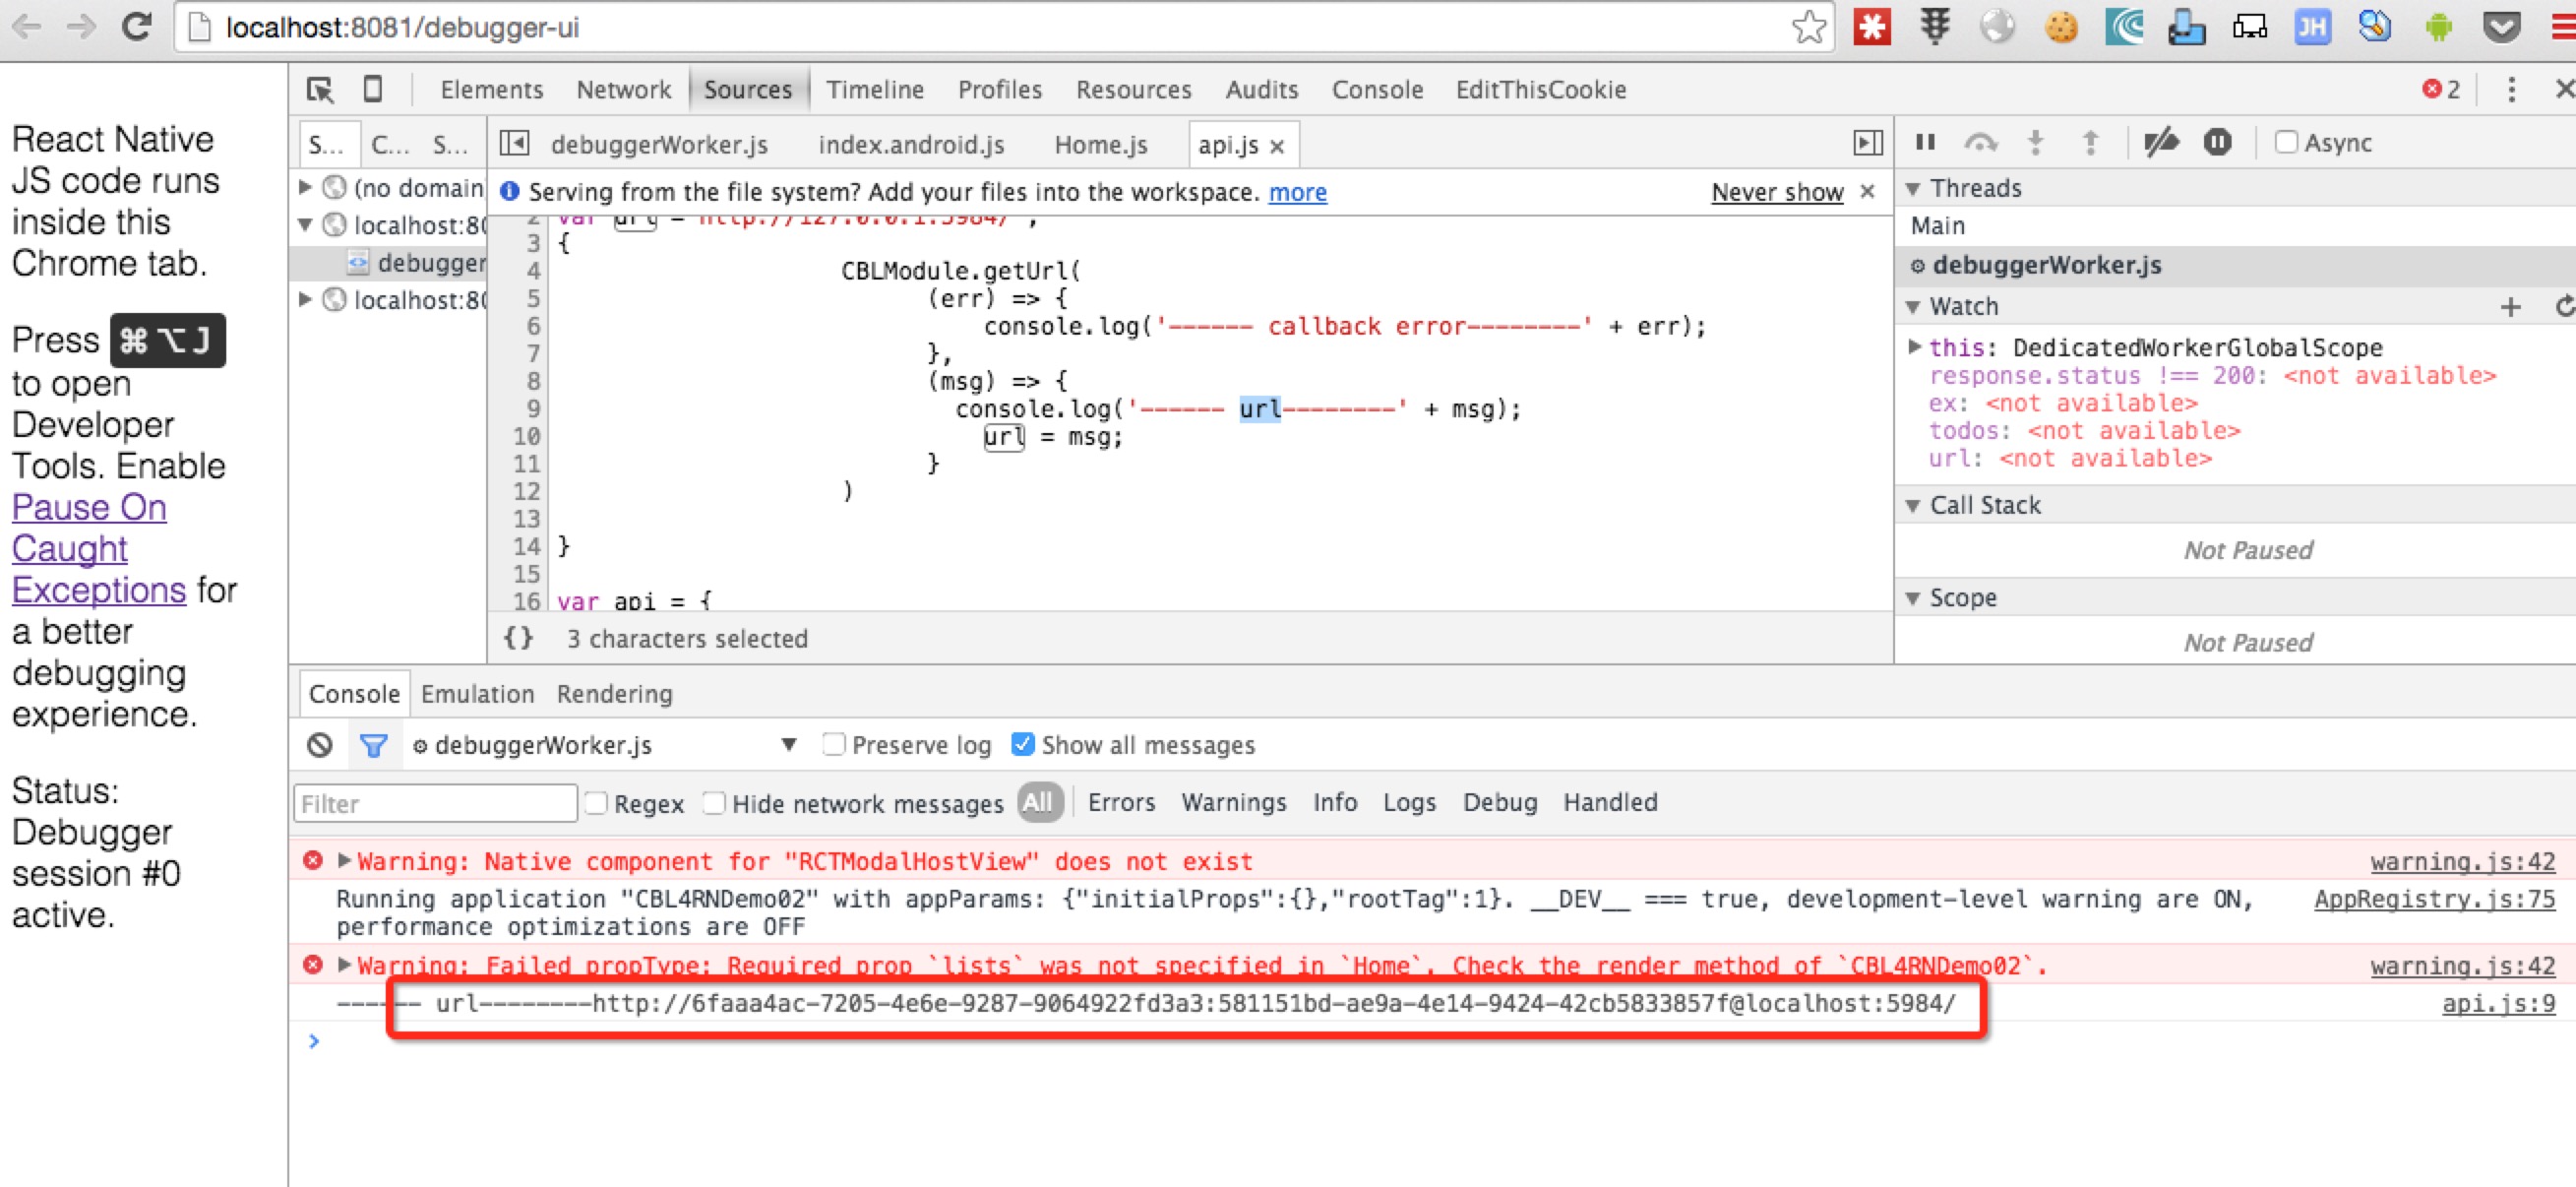 localhost:8081/debugger-ui
JH
React Native
JS code runs
inside this
Chrome tab.
Press ⌘⌥J
to open
Developer
Tools. Enable
Pause On
Caught
Exceptions for
a better
debugging
experience.
Status:
Debugger
session #0
active.
Elements Network Sources Timeline Profiles Resources Audits Console EditThisCookie 2
S... C... S...
(no domain
localhost:80
debugger
localhost:80
debuggerWorker.js index.android.js Home.js api.js ×
Serving from the file system? Add your files into the workspace. more Never show ×
2 var url = 'http://127.0.0.1:5984/';
3 {
4 CBLModule.getUrl(
5 (err) => {
6 console.log('------ callback error--------' + err);
7 },
8 (msg) => {
9 console.log('------ url--------' + msg);
10 url = msg;
11 }
12 )
13
14 }
15
16 var api = {
{} 3 characters selected
Async
Threads
Main
debuggerWorker.js
Watch
this: DedicatedWorkerGlobalScope
response.status !== 200: <not available>
ex: <not available>
todos: <not available>
url: <not available>
Call Stack
Not Paused
Scope
Not Paused
Console Emulation Rendering
debuggerWorker.js Preserve log Show all messages
Filter Regex Hide network messages All Errors Warnings Info Logs Debug Handled
Warning: Native component for "RCTModalHostView" does not exist warning.js:42
Running application "CBL4RNDemo02" with appParams: {"initialProps":{},"rootTag":1}. __DEV__ === true, development-level warning are ON, AppRegistry.js:75
performance optimizations are OFF
Warning: Failed propType: Required prop `lists` was not specified in `Home`. Check the render method of `CBL4RNDemo02`. warning.js:42
------ url--------http://6faaa4ac-7205-4e6e-9287-9064922fd3a3:581151bd-ae9a-4e14-9424-42cb5833857f@localhost:5984/ api.js:9
>